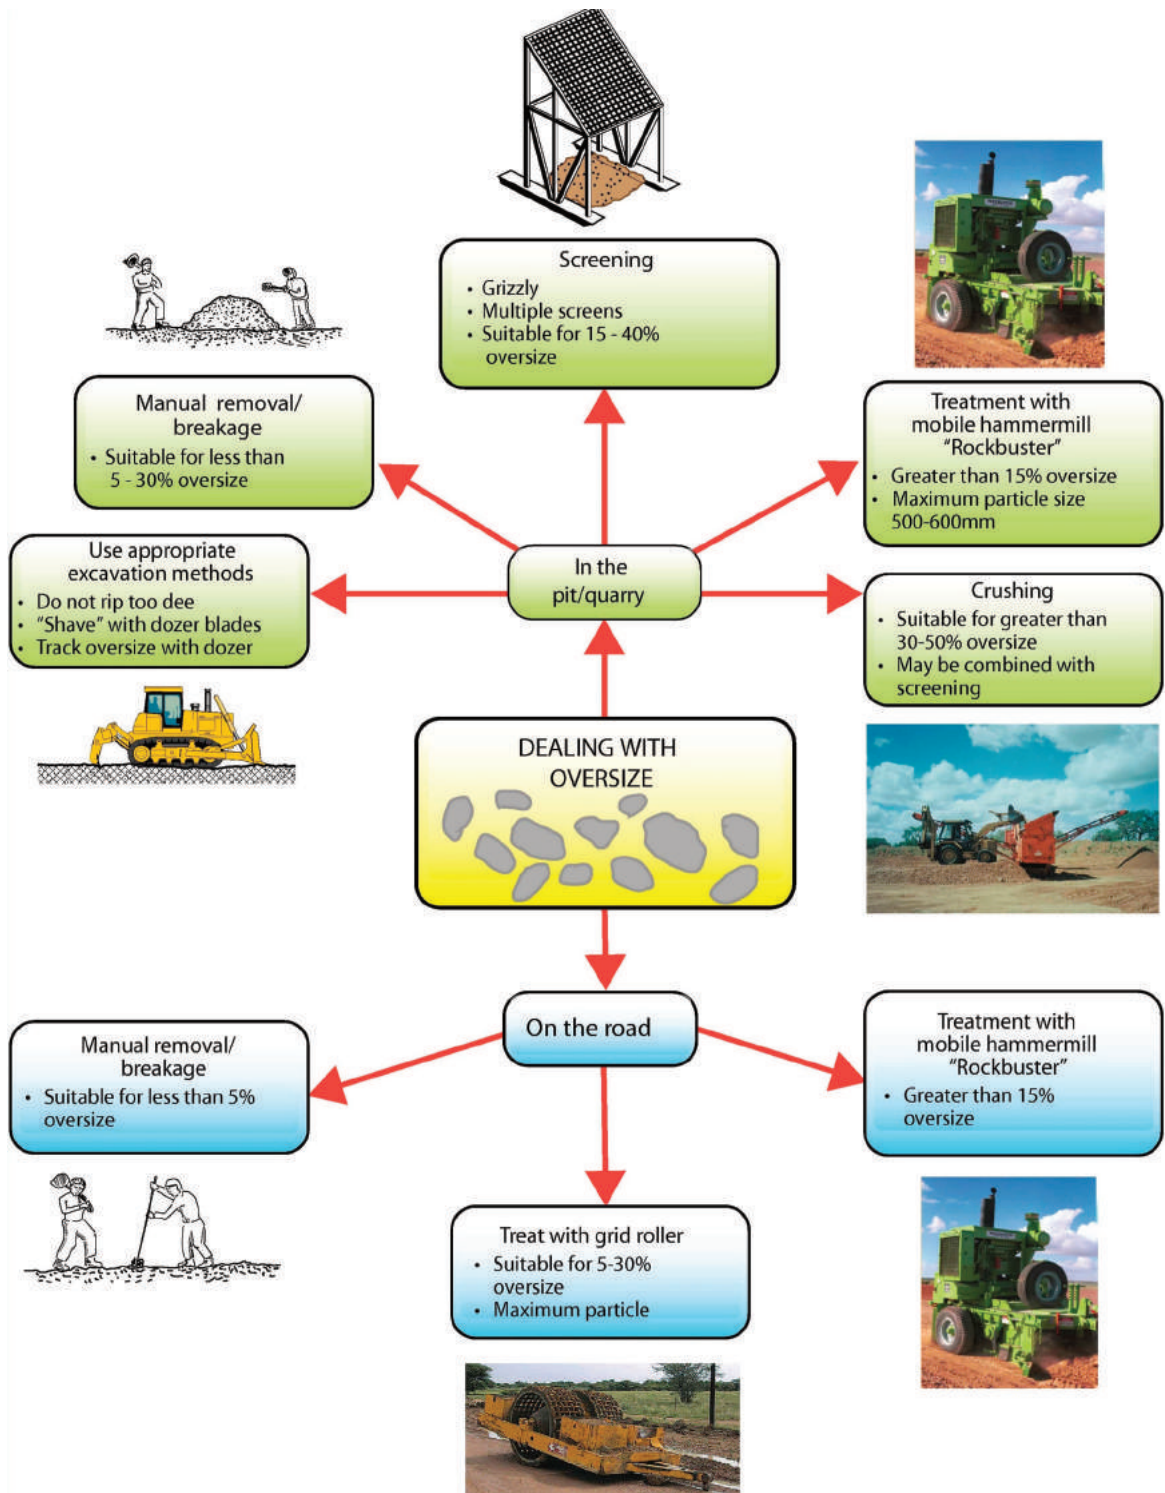 Screening
• Grizzly
• Multiple screens
• Suitable for 15 - 40%
oversize
Manual removal/
breakage
• Suitable for less than
5 - 30% oversize
Treatment with
mobile hammermill
“Rockbuster”
• Greater than 15% oversize
• Maximum particle size
500-600mm
Use appropriate
excavation methods
• Do not rip too dee
• “Shave” with dozer blades
• Track oversize with dozer
In the
pit/quarry
Crushing
• Suitable for greater than
30-50% oversize
• May be combined with
screening
DEALING WITH
OVERSIZE
On the road
Manual removal/
breakage
• Suitable for less than 5%
oversize
Treatment with
mobile hammermill
“Rockbuster”
• Greater than 15%
oversize
Treat with grid roller
• Suitable for 5-30%
oversize
• Maximum particle